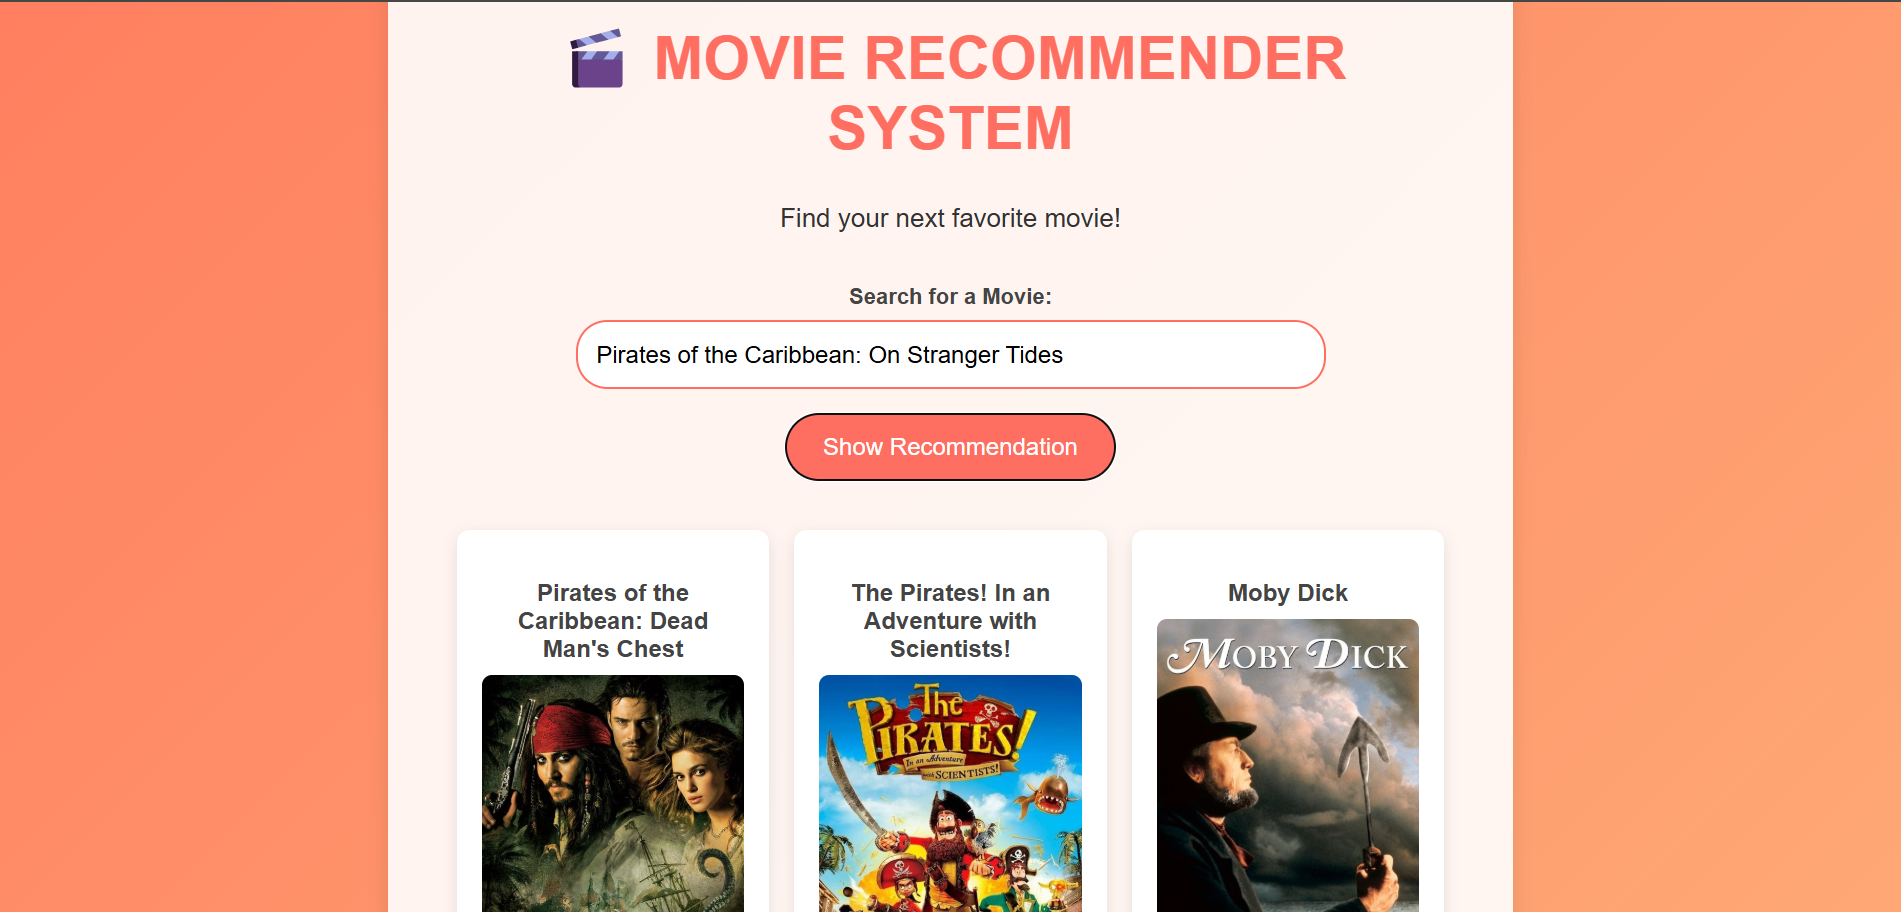 MOVIE RECOMMENDER
SYSTEM
Find your next favorite movie!
Search for a Movie:
Pirates of the Caribbean: On Stranger Tides
Show Recommendation
Pirates of the
Caribbean: Dead
Man's Chest
The Pirates! In an
Adventure with
Scientists!
Moby Dick
The
PIRATES!
In an Adventure
with SCIENTISTS!
MOBY DICK